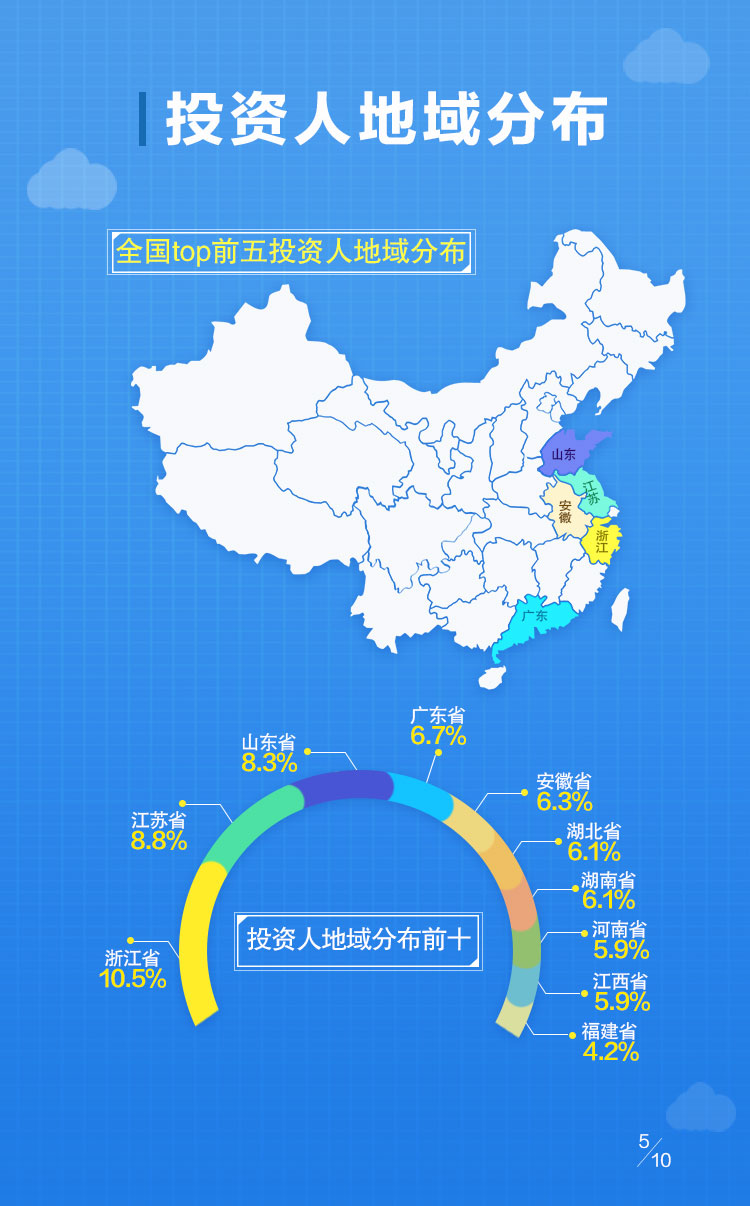 投资人地域分布
全国top前五投资人地域分布
山东
江苏
安徽
浙江
广东
广东省
6.7%
山东省
8.3%
安徽省
6.3%
江苏省
8.8%
湖北省
6.1%
湖南省
6.1%
投资人地域分布前十
河南省
5.9%
浙江省
10.5%
江西省
5.9%
福建省
4.2%
5
10